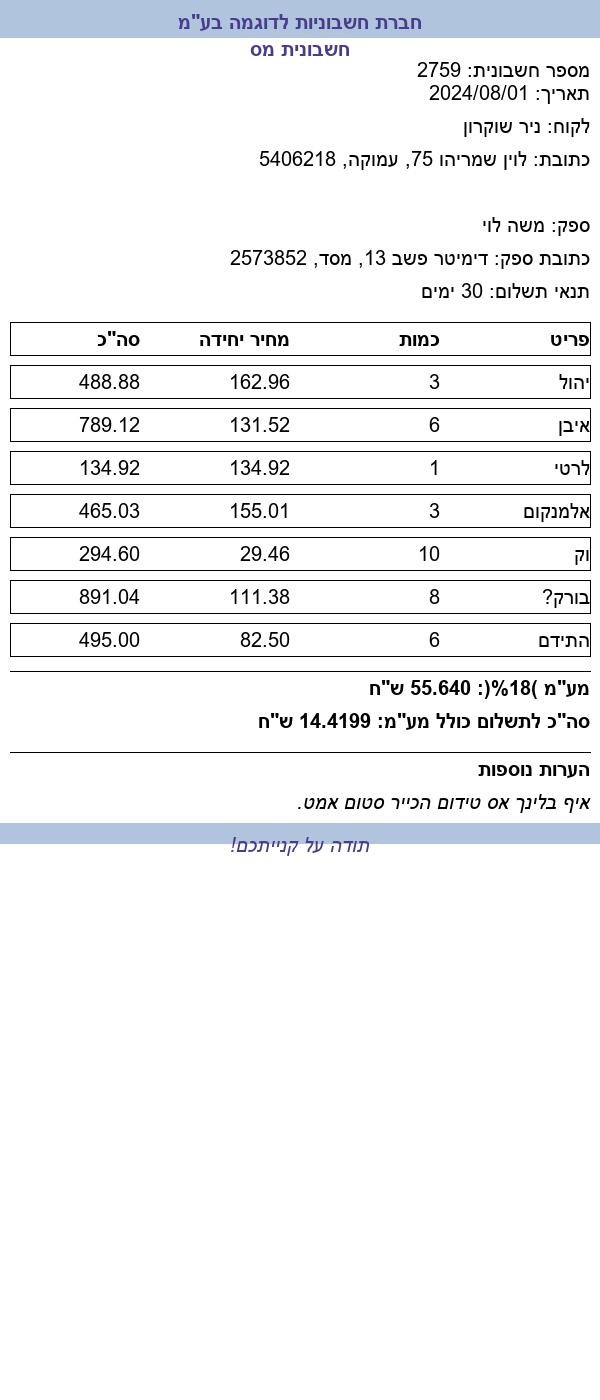 חברת חשבוניות לדוגמה בע"מ
חשבונית מס
מספר חשבונית: 2759
תאריך: 2024/08/01
לקוח: ניר שוקרון
כתובת: לוין שמריהו 75, עמוקה, 5406218
ספק: משה לוי
כתובת ספק: דימיטר פשב 13, מסד, 2573852
תנאי תשלום: 30 ימים
פריט כמות מחיר יחידה סה"כ
יהול 3 162.96 488.88
איבן 6 131.52 789.12
לרטי 1 134.92 134.92
אלמנקום 3 155.01 465.03
וק 10 29.46 294.60
בורק? 8 111.38 891.04
התידם 6 82.50 495.00
מע"מ )18%(: 55.640 ש"ח
סה"כ לתשלום כולל מע"מ: 14.4199 ש"ח
הערות נוספות
איף בלינך אס טידום הכייר סטום אמט.
תודה על קנייתכם!